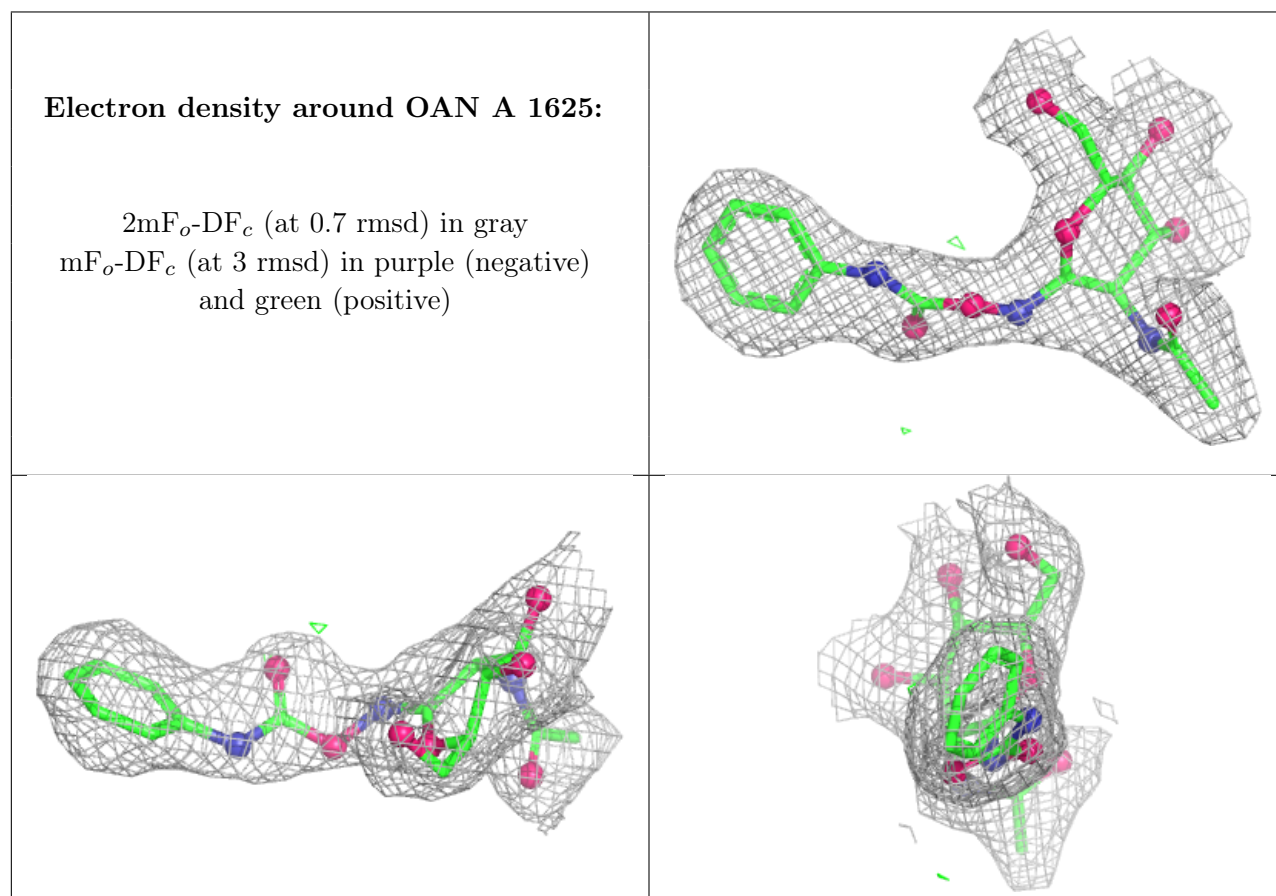 Electron density around OAN A 1625:
2mFₒ-DF𝒸 (at 0.7 rmsd) in gray
mFₒ-DF𝒸 (at 3 rmsd) in purple (negative)
and green (positive)